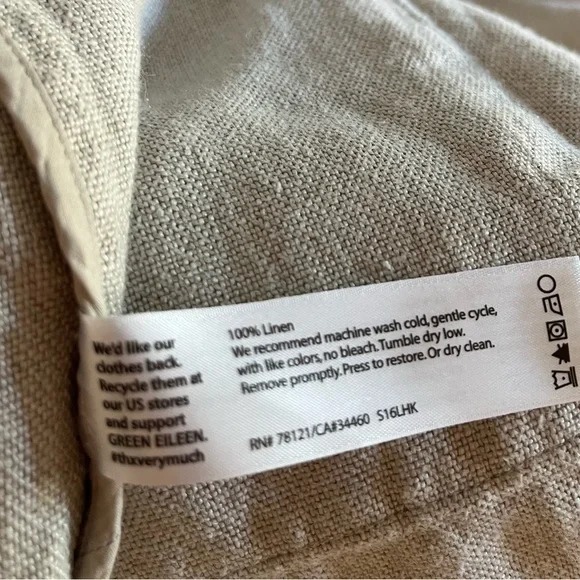 We'd like our
clothes back.
Recycle them at
our US stores
and support
GREEN EILEEN.
#thxverymuch
100% Linen
We recommend machine wash cold, gentle cycle,
with like colors, no bleach. Tumble dry low.
Remove promptly. Press to restore. Or dry clean.
RN# 78121/CA#34460 S16LHK